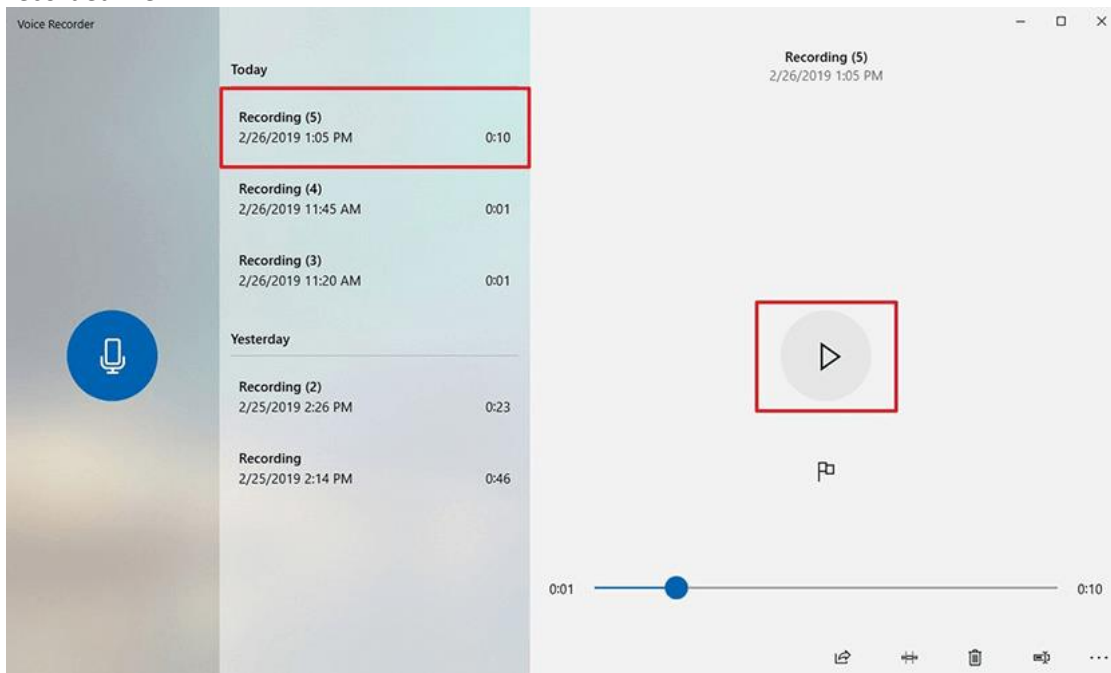 Voice Recorder
Today
Recording (5)
2/26/2019 1:05 PM 0:10
Recording (4)
2/26/2019 11:45 AM 0:01
Recording (3)
2/26/2019 11:20 AM 0:01
Yesterday
Recording (2)
2/25/2019 2:26 PM 0:23
Recording
2/25/2019 2:14 PM 0:46
Recording (5)
2/26/2019 1:05 PM
0:01 0:10